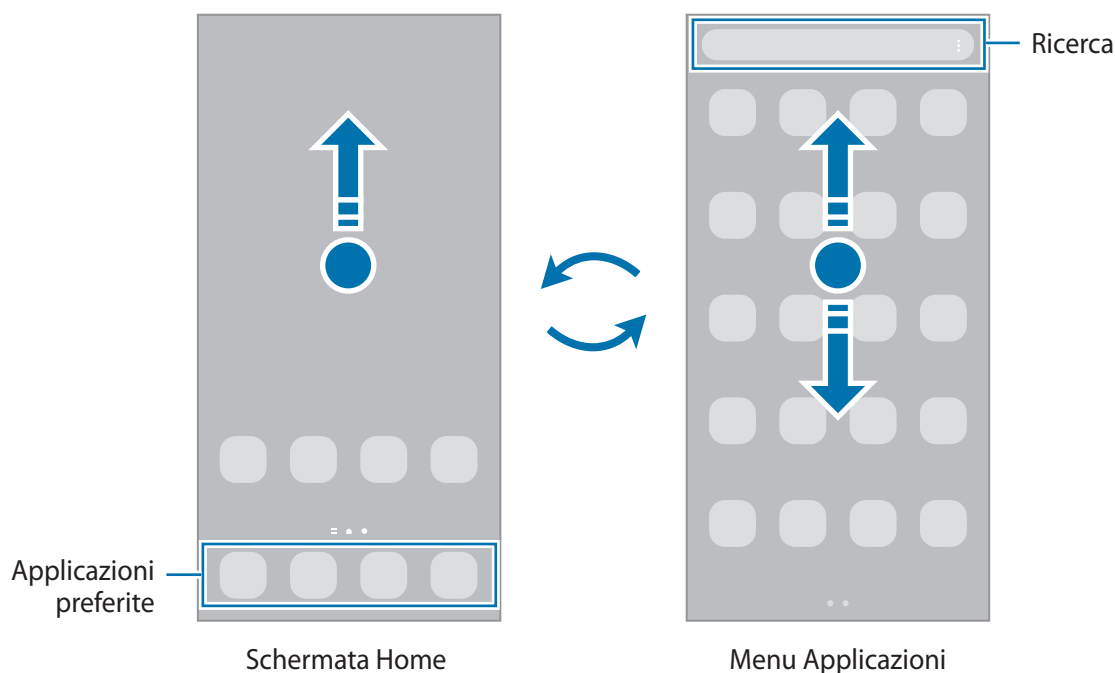 Ricerca
Applicazioni
preferite
Schermata Home
Menu Applicazioni